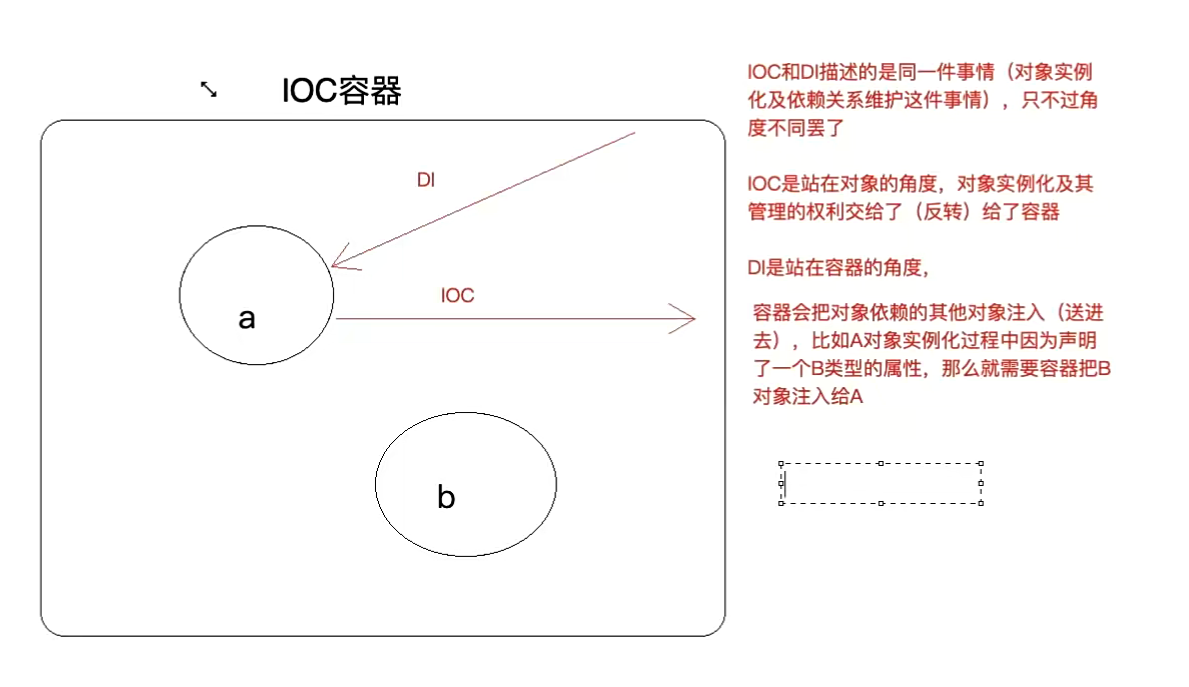 IOC容器
DI
IOC
a
b
IOC和DI描述的是同一件事情（对象实例
化及依赖关系维护这件事情），只不过角
度不同罢了
IOC是站在对象的角度，对象实例化及其
管理的权利交给了（反转）给了容器
DI是站在容器的角度，
容器会把对象依赖的其他对象注入（送进
去），比如A对象实例化过程中因为声明
了一个B类型的属性，那么就需要容器把B
对象注入给A